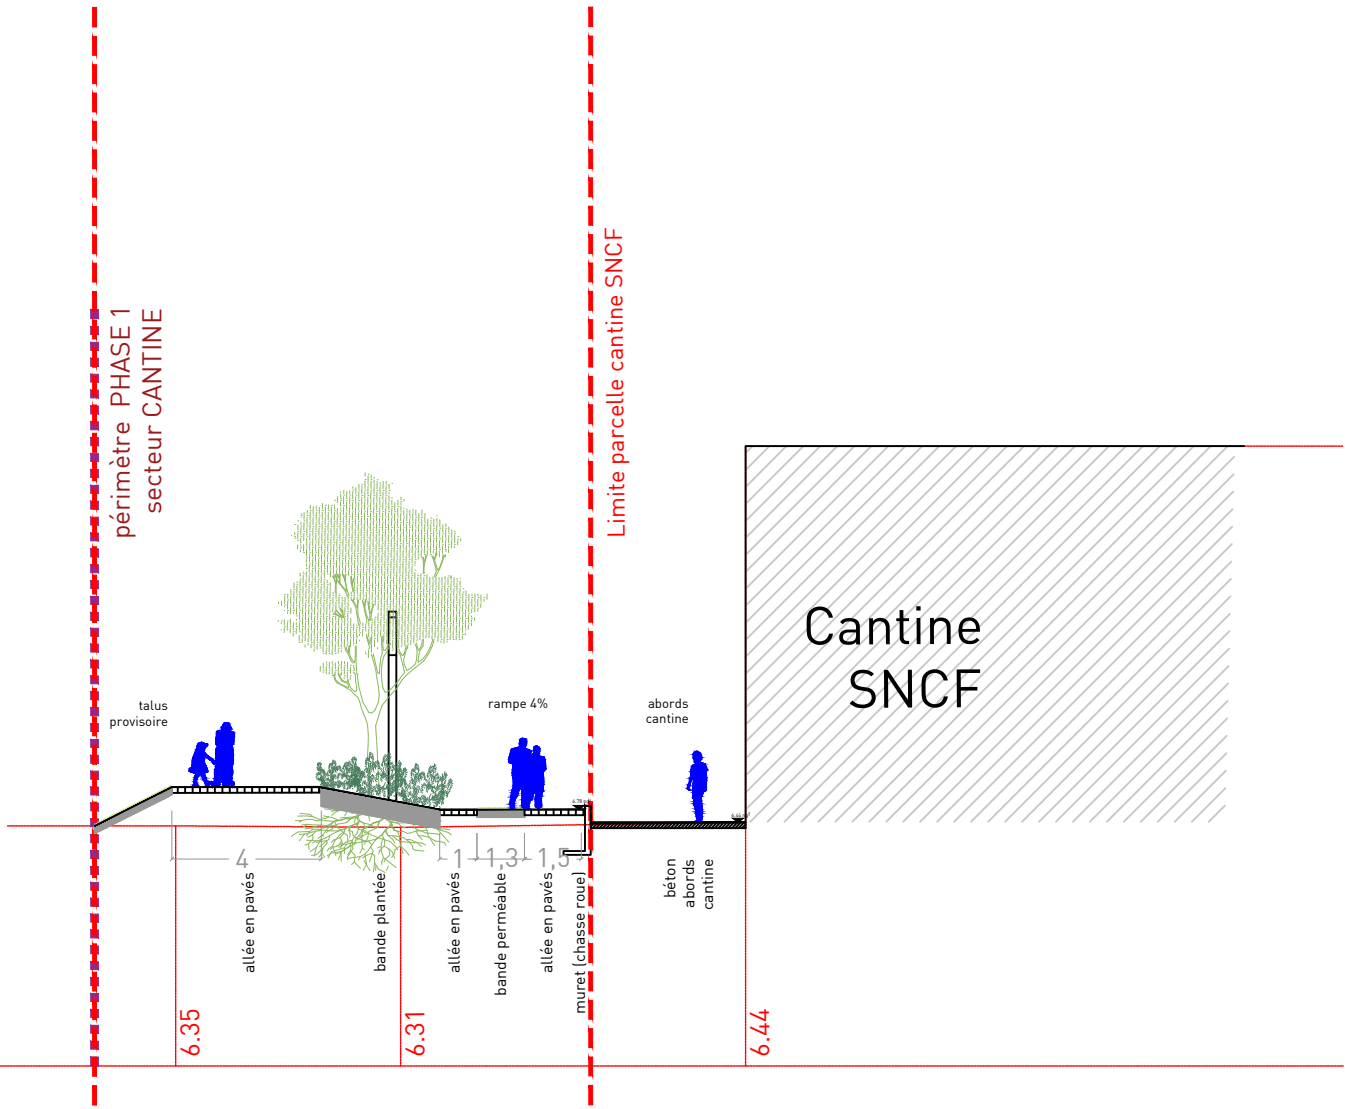 périmètre PHASE 1
secteur CANTINE
Limite parcelle cantine SNCF
Cantine
SNCF
talus
provisoire
rampe 4%
abords
cantine
4
1
1,3
1,5
allée en pavés
bande plantée
allée en pavés
bande perméable
allée en pavés
muret (chasse roue)
béton
abords
cantine
6.35
6.31
6.44